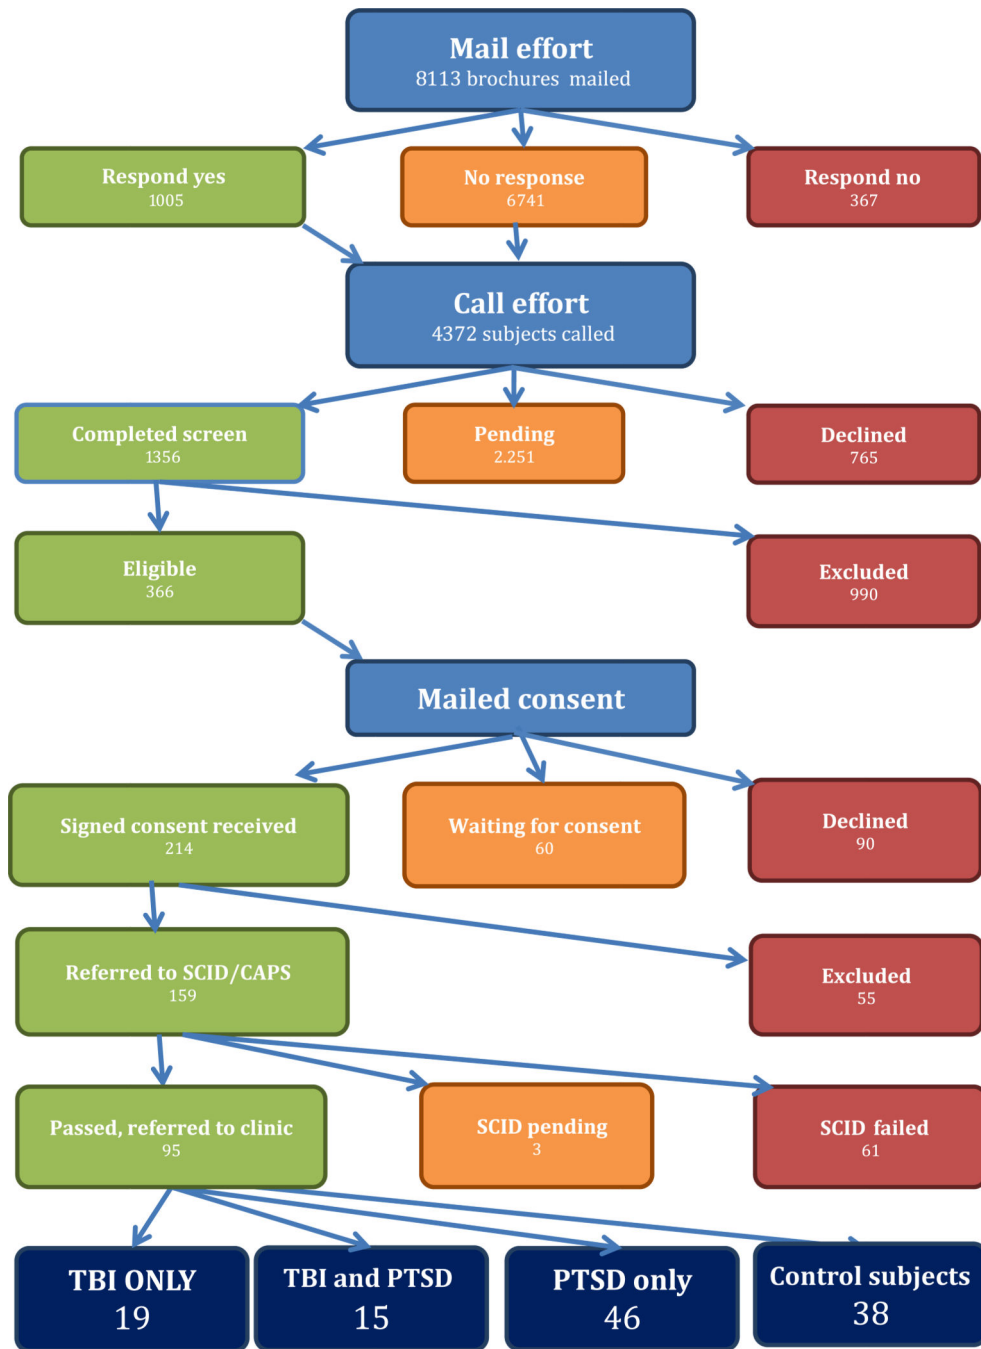 Mail effort
8113 brochures mailed
Respond yes
1005
No response
6741
Respond no
367
Call effort
4372 subjects called
Completed screen
1356
Pending
2.251
Declined
765
Eligible
366
Excluded
990
Mailed consent
Signed consent received
214
Waiting for consent
60
Declined
90
Referred to SCID/CAPS
159
Excluded
55
Passed, referred to clinic
95
SCID pending
3
SCID failed
61
TBI ONLY
19
TBI and PTSD
15
PTSD only
46
Control subjects
38